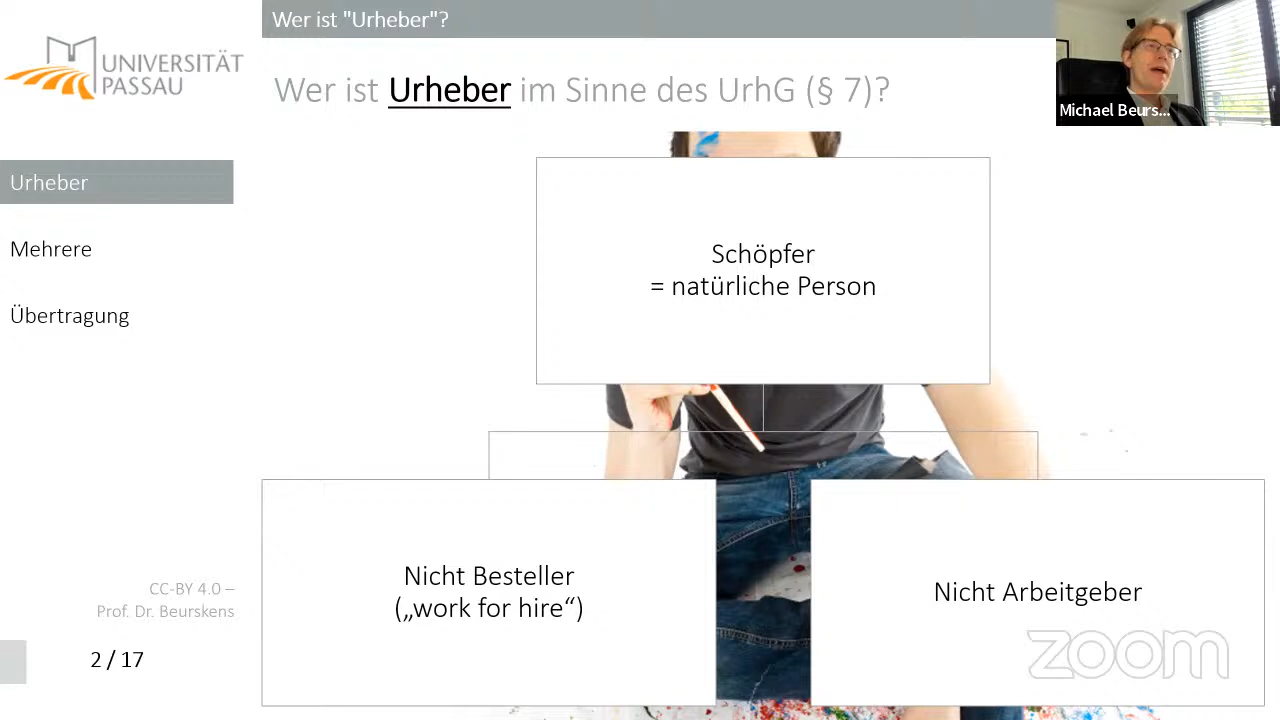 Wer ist "Urheber"?
UNIVERSITÄT
PASSAU
Wer ist Urheber im Sinne des UrhG (§ 7)?
Michael Beurs...
Urheber
Mehrere
Übertragung
Schöpfer
= natürliche Person
Nicht Besteller
(„work for hire“)
Nicht Arbeitgeber
CC-BY 4.0 –
Prof. Dr. Beurskens
2 / 17
zoom